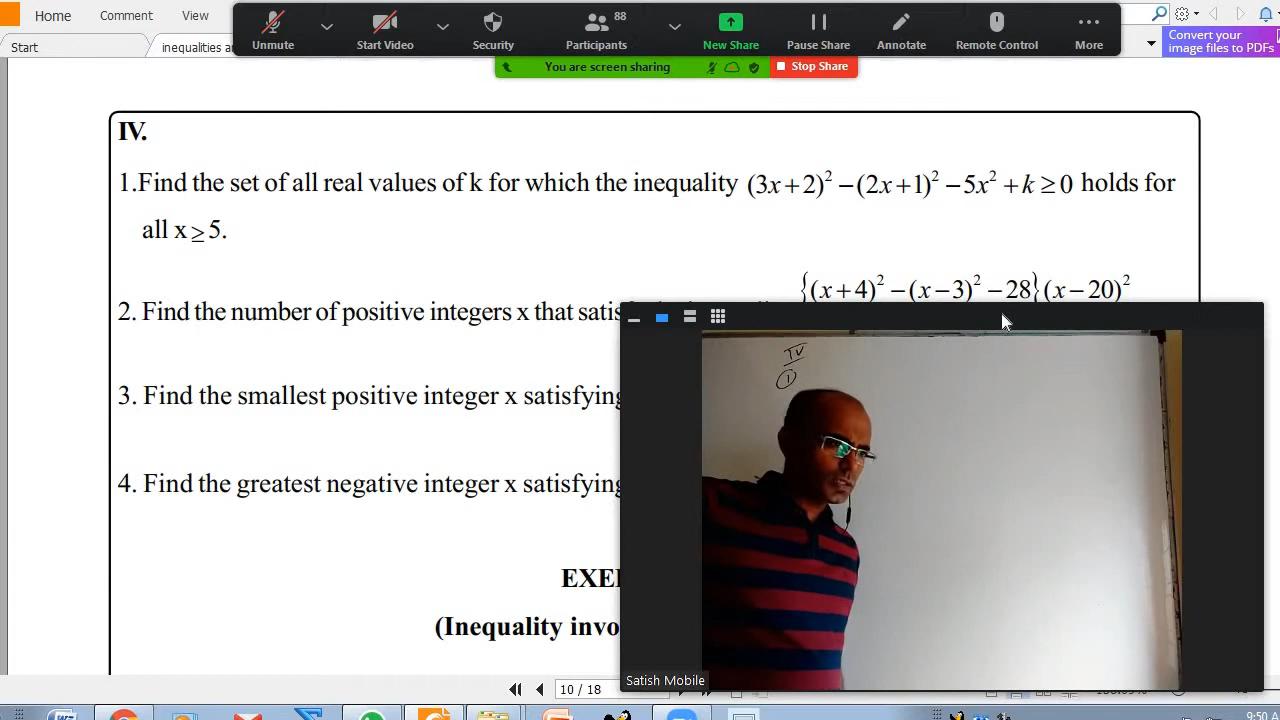 Home Comment View
Unmute Start Video Security Participants 88 New Share Pause Share Annotate Remote Control More
Convert your
image files to PDFs
Start inequalities a
You are screen sharing Stop Share
IV.
1.Find the set of all real values of k for which the inequality (3x+2)² −(2x+1)² −5x² +k ≥0 holds for
all x ≥ 5.
{(x+4)² −(x−3)² −28}(x−20)²
2. Find the number of positive integers x that satis
IV
1
3. Find the smallest positive integer x satisfying
4. Find the greatest negative integer x satisfying
EXE
(Inequality invo
Satish Mobile
10 / 18
9:50 A